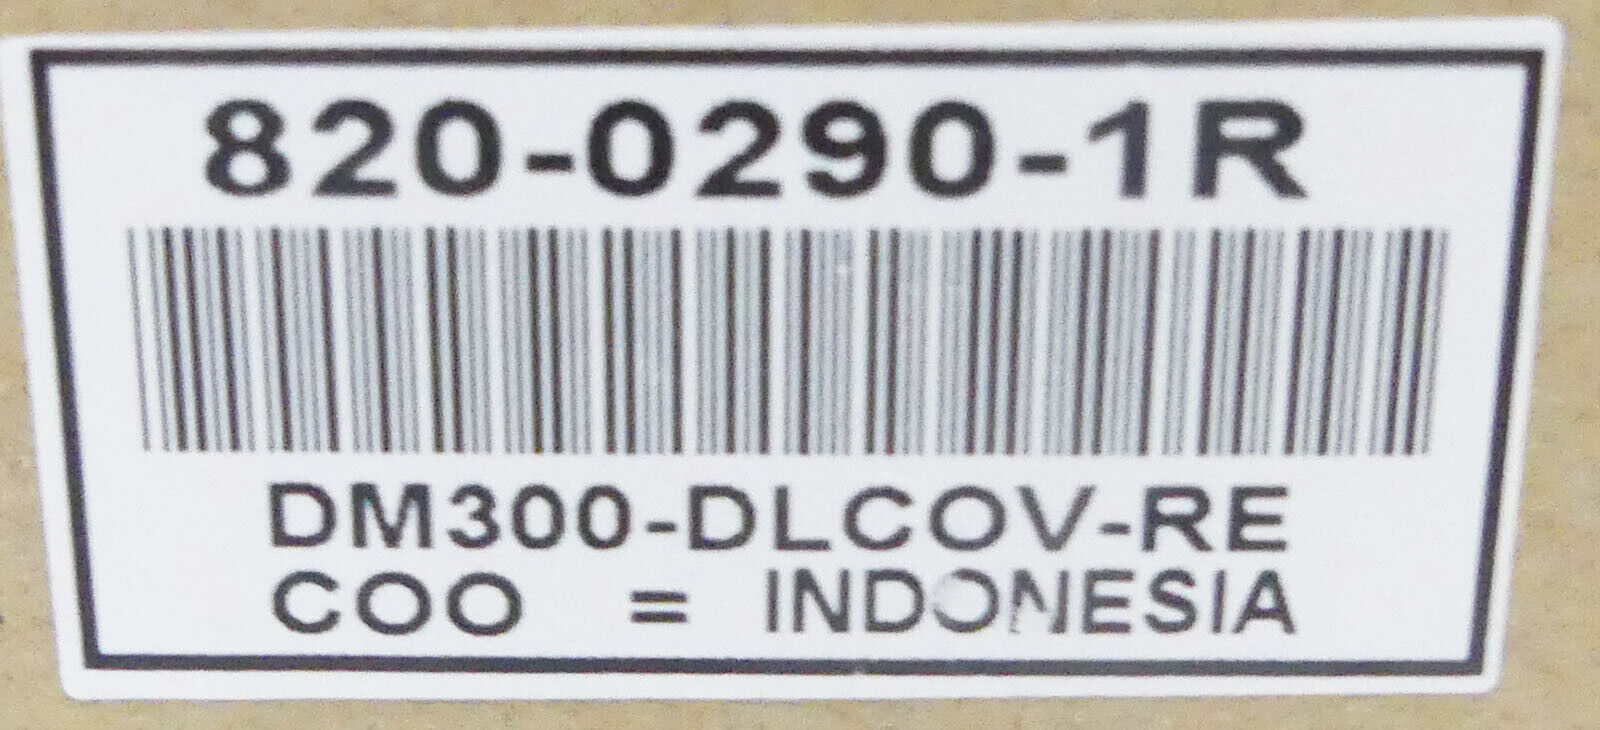 820-0290-1R
DM300-DLCOV-RE
COO = INDONESIA